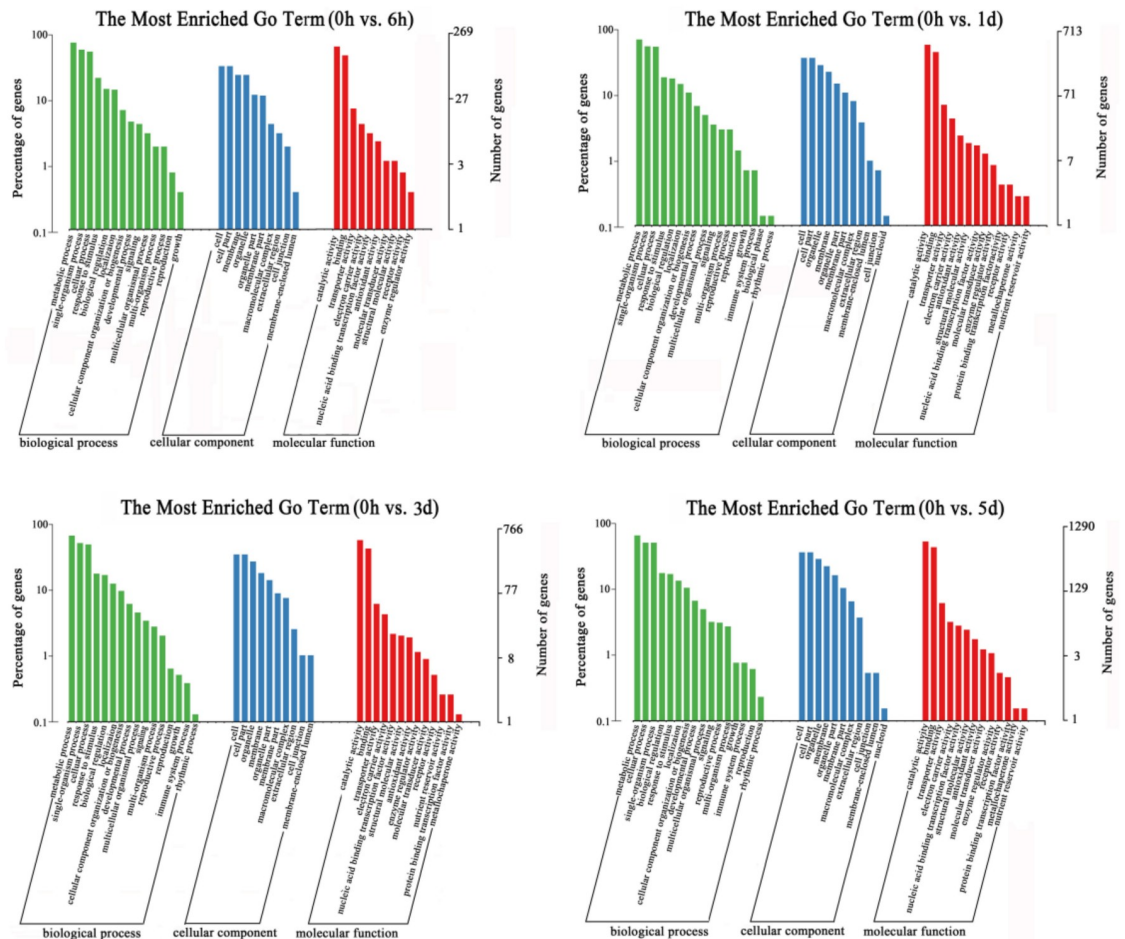 The Most Enriched Go Term (0h vs. 6h)
Percentage of genes
100
10
1
0.1
269
27
3
1
Number of genes
metabolic process
single-organism process
celluar process
response to stimulus
biological regulation
localization
cellular component organization or biogenesis
developmental process
signaling
multicellular organismal process
multi-organism process
reproductive process
reproduction
growth
cell
cell part
membrane
organelle
organelle part
membrane part
macromolecular complex
extracellular region
cell junction
membrane-enclosed lumen
catalytic activity
binding
transporter activity
electron carrier activity
nucleic acid binding transcription factor activity
antioxidant activity
molecular transducer activity
structural molecular activity
receptor activity
enzyme regulator activity
biological process
cellular component
molecular function
The Most Enriched Go Term (0h vs. 1d)
Percentage of genes
100
10
1
0.1
713
71
7
1
Number of genes
metabolic process
single-organism process
celluar process
response to stimulus
biological regulation
localization
cellular component organization or biogenesis
developmental process
multicellular organismal process
signaling
multi-organism process
reproductive process
reproduction
growth
immune system process
biological phase
rhythmic process
cell
cell part
organelle
membrane
organelle part
membrane part
macromolecular complex
extracellular region
membrane-enclosed lumen
cell junction
nucleoid
catalytic activity
binding
transporter activity
electron carrier activity
antioxidant activity
structural molecular activity
nucleic acid binding transcription factor activity
molecular transducer activity
enzyme regulator activity
protein binding transcription factoractivity
receptor activity
metallochaperone activity
nutrient reservoir activity
biological process
cellular component
molecular function
The Most Enriched Go Term (0h vs. 3d)
Percentage of genes
100
10
1
0.1
766
77
8
1
Number of genes
metabolic process
single-organism process
celluar process
response to stimulus
biological regulation
localization
cellular component organization or biogenesis
developmental process
multicellular organismal process
signaling
multi-organism process
reproductive process
reproduction
growth
immune system process
rhythmic process
cell
cell part
organelle
membrane
organelle part
membrane part
macromolecular complex
extracellular region
cell junction
membrane-enclosed lumen
catalytic activity
binding
transporter activity
electron carrier activity
nucleic acid binding transcription factor activity
structural molecular activity
antioxidant activity
enzyme regulator activity
molecular transducer activity
receptor activity
nutrient reservoir activity
protein binding transcription factor activity
metallochaperone activity
biological process
cellular component
molecular function
The Most Enriched Go Term (0h vs. 5d)
Percentage of genes
100
10
1
0.1
1290
129
3
1
Number of genes
metabolic process
celluar process
single-organism process
biological regulation
response to stimulus
localization
cellular component organization or biogenesis
developmental process
multicellular organismal process
signaling
reproductive process
multi-organism process
growth
immune system process
reproduction
rhythmic process
cell
cell part
organelle
membrane
organelle part
membrane part
macromolecular complex
extracellular region
cell junction
membrane-enclosed lumen
nucleoid
catalytic activity
binding
transporter activity
electron carrier activity
nucleic acid binding transcription factor activity
structural molecular activity
antioxidant activity
molecular transducer activity
enzyme regulator activity
receptor activity
protein binding transcription factor activity
metallochaperone activity
nutrient reservoir activity
biological process
cellular component
molecular function